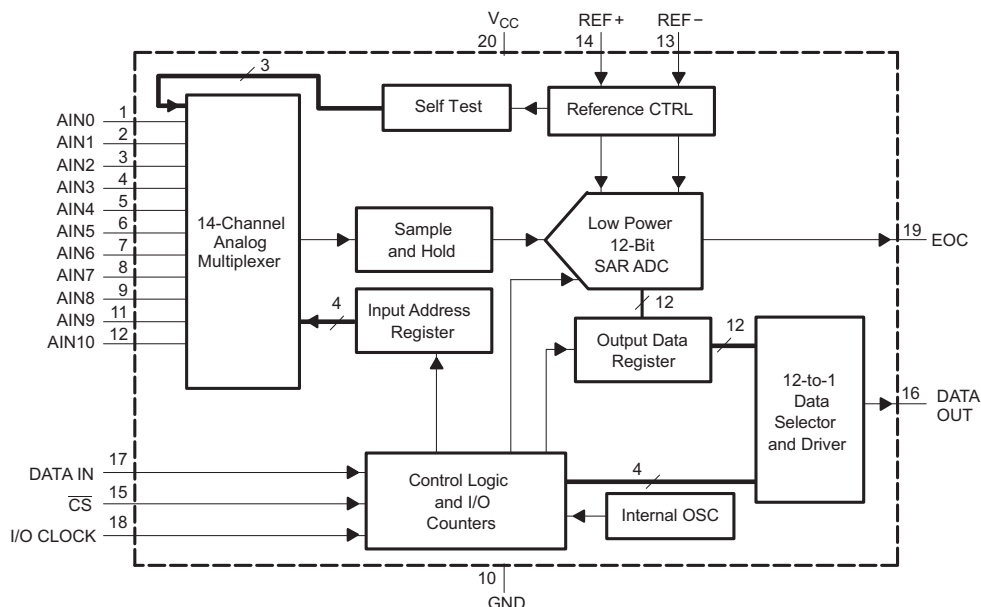 V_CC
20
REF+
14
REF−
13
3
Self Test
Reference CTRL
AIN0
1
AIN1
2
AIN2
3
AIN3
4
AIN4
5
AIN5
6
AIN6
7
AIN7
8
AIN8
9
AIN9
11
AIN10
12
14-Channel
Analog
Multiplexer
Sample
and Hold
Low Power
12-Bit
SAR ADC
19
EOC
4
Input Address
Register
12
Output Data
Register
12
12-to-1
Data
Selector
and Driver
16
DATA
OUT
DATA IN
17
CS
15
I/O CLOCK
18
Control Logic
and I/O
Counters
4
Internal OSC
10
GND